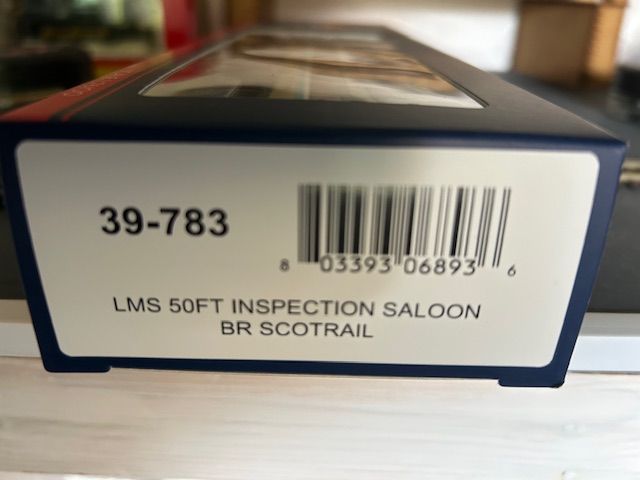 39-783
8 03393 06893 6
LMS 50FT INSPECTION SALOON
BR SCOTRAIL